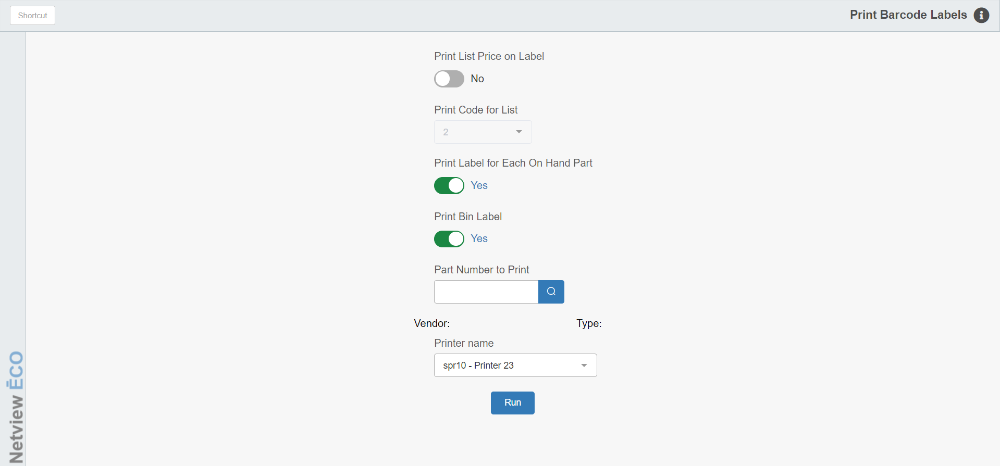 Shortcut
Print Barcode Labels
Print List Price on Label
No
Print Code for List
2
Print Label for Each On Hand Part
Yes
Print Bin Label
Yes
Part Number to Print
Vendor: Type:
Printer name
spr10 - Printer 23
Run
Netview ĒCO